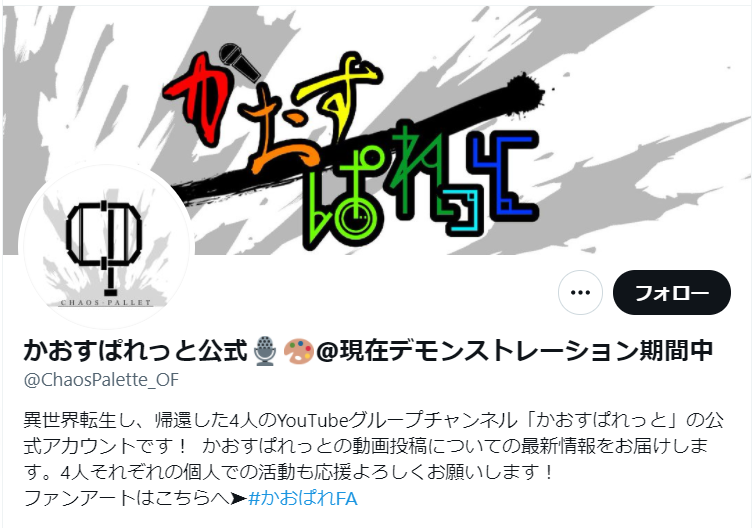 かおす
ぱれっと
CHAOS·PALLET
フォロー
かおすぱれっと公式🎙️🎨@現在デモンストレーション期間中
@ChaosPalette_OF
異世界転生し、帰還した4人のYouTubeグループチャンネル「かおすぱれっと」の公
式アカウントです！ かおすぱれっとの動画投稿についての最新情報をお届けしま
す。4人それぞれの個人での活動も応援よろしくお願いします！
ファンアートはこちらへ➤#かおぱれFA